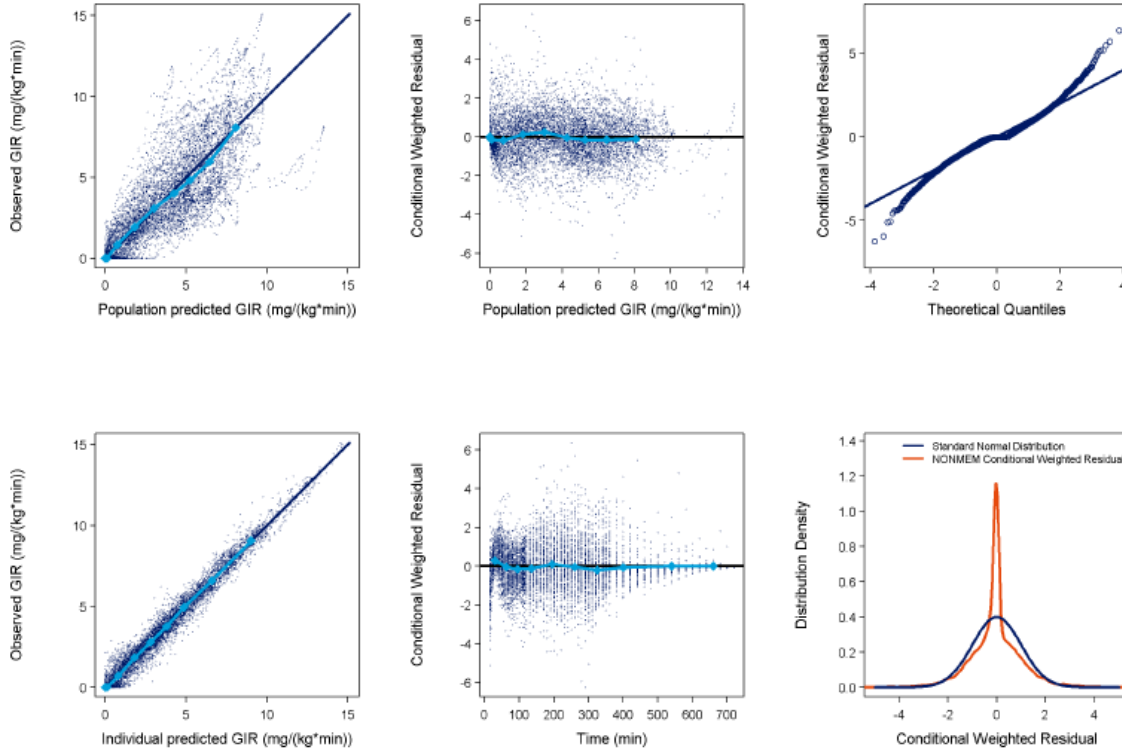 Observed GIR (mg/(kg*min))
15
10
5
0
0 5 10 15
Population predicted GIR (mg/(kg*min))
Conditional Weighted Residual
6
4
2
0
-2
-4
-6
0 2 4 6 8 10 12 14
Population predicted GIR (mg/(kg*min))
Conditional Weighted Residual
5
0
-5
-4 -2 0 2 4
Theoretical Quantiles
Observed GIR (mg/(kg*min))
15
10
5
0
0 5 10 15
Individual predicted GIR (mg/(kg*min))
Conditional Weighted Residual
6
4
2
0
-2
-4
-6
0 100 200 300 400 500 600 700
Time (min)
Distribution Density
1.4
1.2
1.0
0.8
0.6
0.4
0.2
0.0
Standard Normal Distribution
NONMEM Conditional Weighted Residual
-4 -2 0 2 4
Conditional Weighted Residual